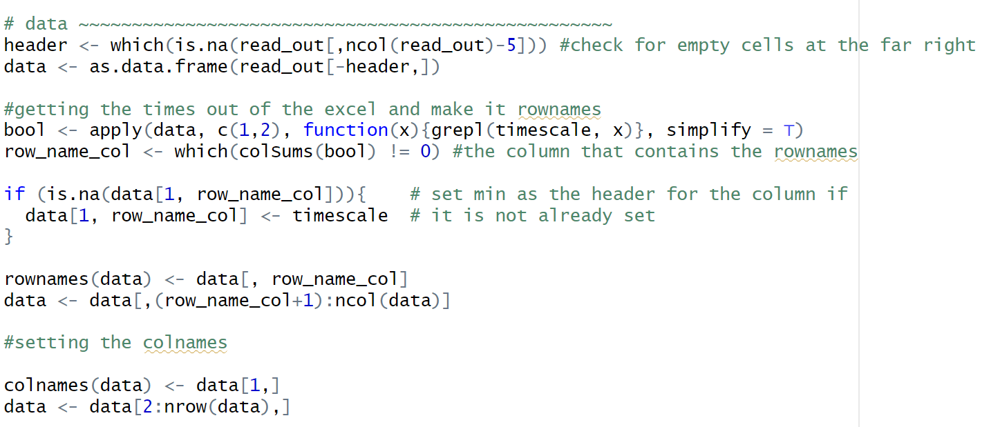 # data ~~~~~~~~~~~~~~~~~~~~~~~~~~~~~~~~~~~~~~~~~~~~~~~~~~
header <- which(is.na(read_out[,ncol(read_out)-5])) #check for empty cells at the far right
data <- as.data.frame(read_out[-header,])
#getting the times out of the excel and make it rownames
bool <- apply(data, c(1,2), function(x){grepl(timescale, x)}, simplify = T)
row_name_col <- which(colSums(bool) != 0) #the column that contains the rownames
if (is.na(data[1, row_name_col])){    # set min as the header for the column if
  data[1, row_name_col] <- timescale  # it is not already set
}
rownames(data) <- data[, row_name_col]
data <- data[,(row_name_col+1):ncol(data)]
#setting the colnames
colnames(data) <- data[1,]
data <- data[2:nrow(data),]